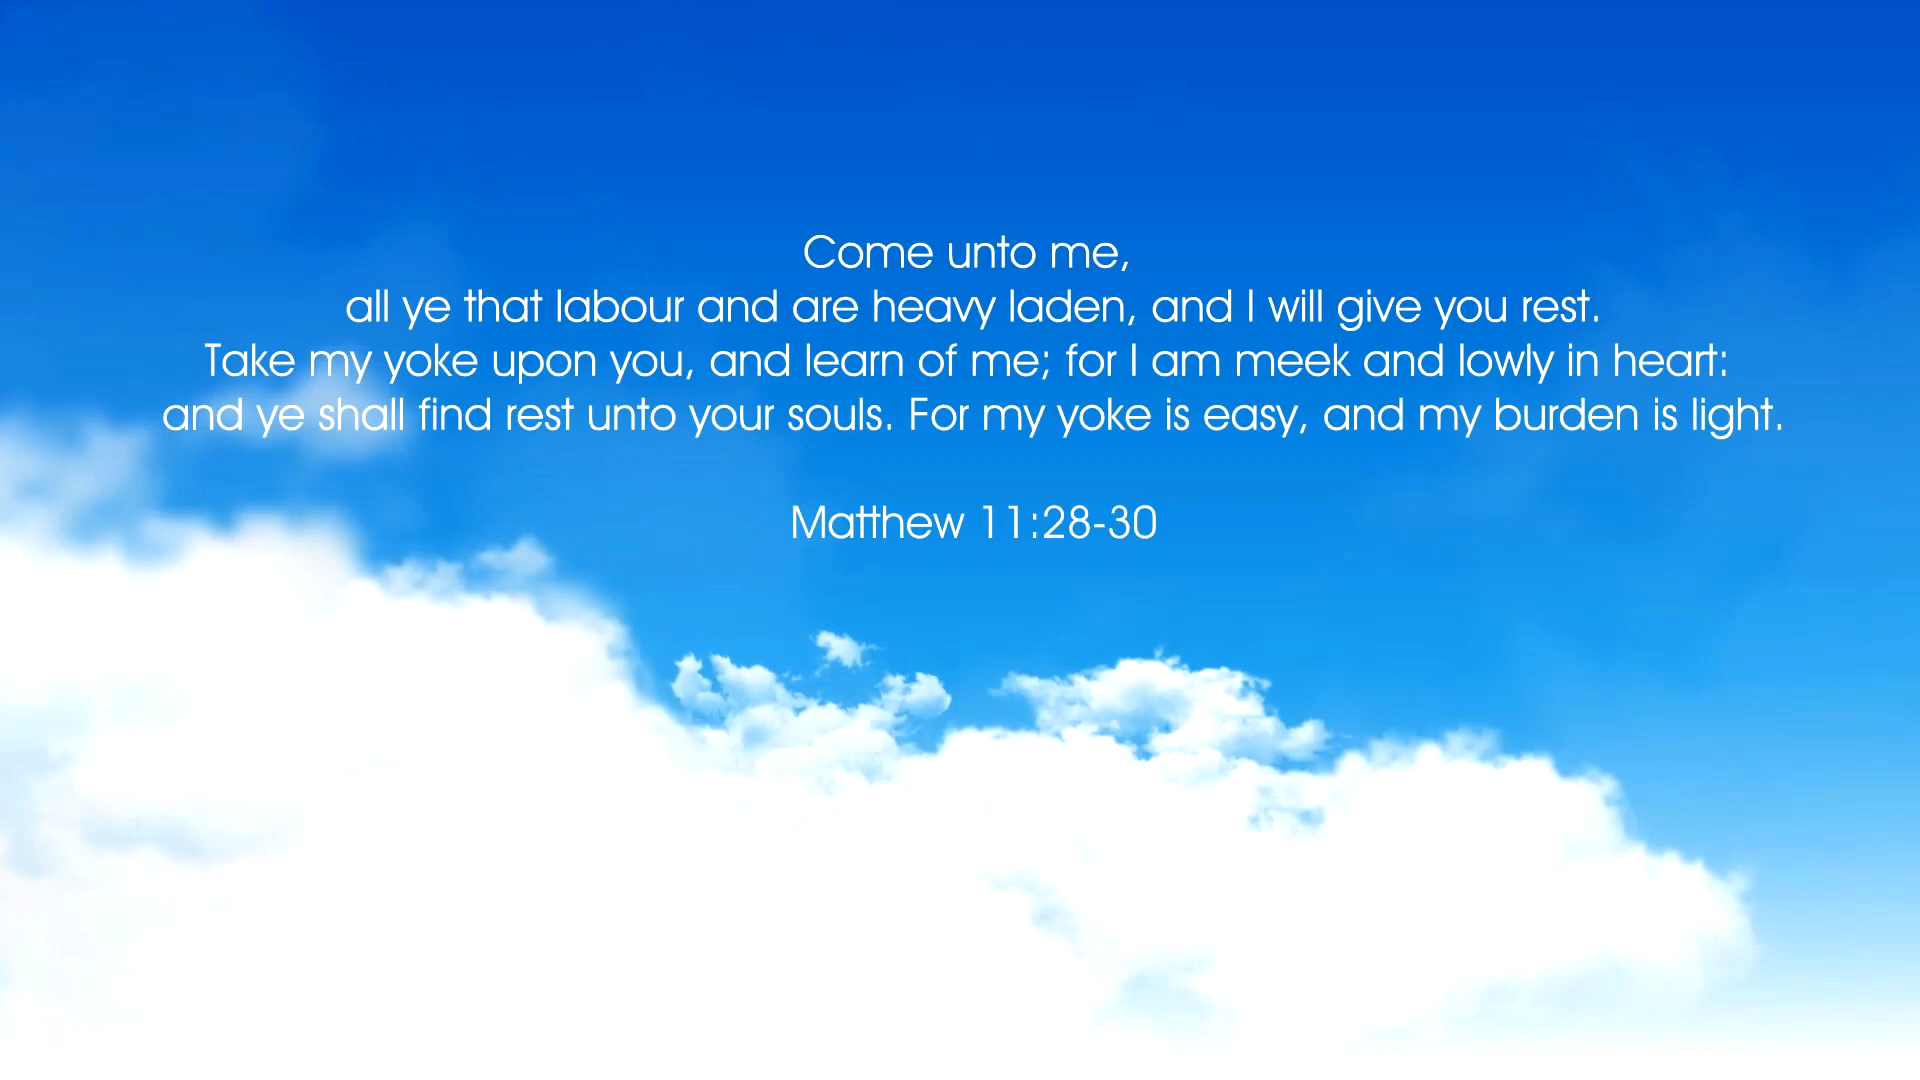 Come unto me,
all ye that labour and are heavy laden, and I will give you rest.
Take my yoke upon you, and learn of me; for I am meek and lowly in heart:
and ye shall find rest unto your souls. For my yoke is easy, and my burden is light.
Matthew 11:28-30